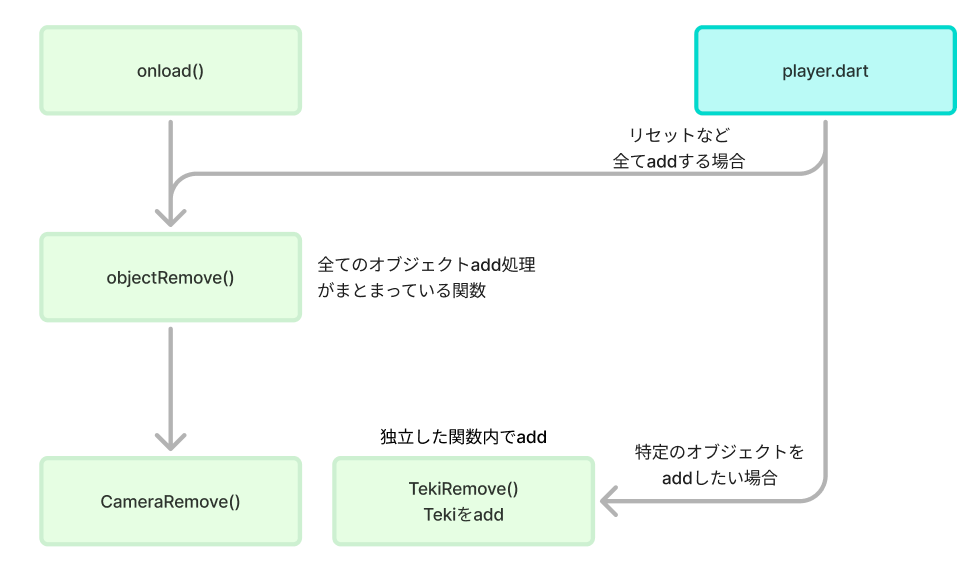 onload()
player.dart
リセットなど
全てaddする場合
objectRemove()
全てのオブジェクトadd処理
がまとまっている関数
独立した関数内でadd
特定のオブジェクトを
addしたい場合
CameraRemove()
TekiRemove()
Tekiをadd